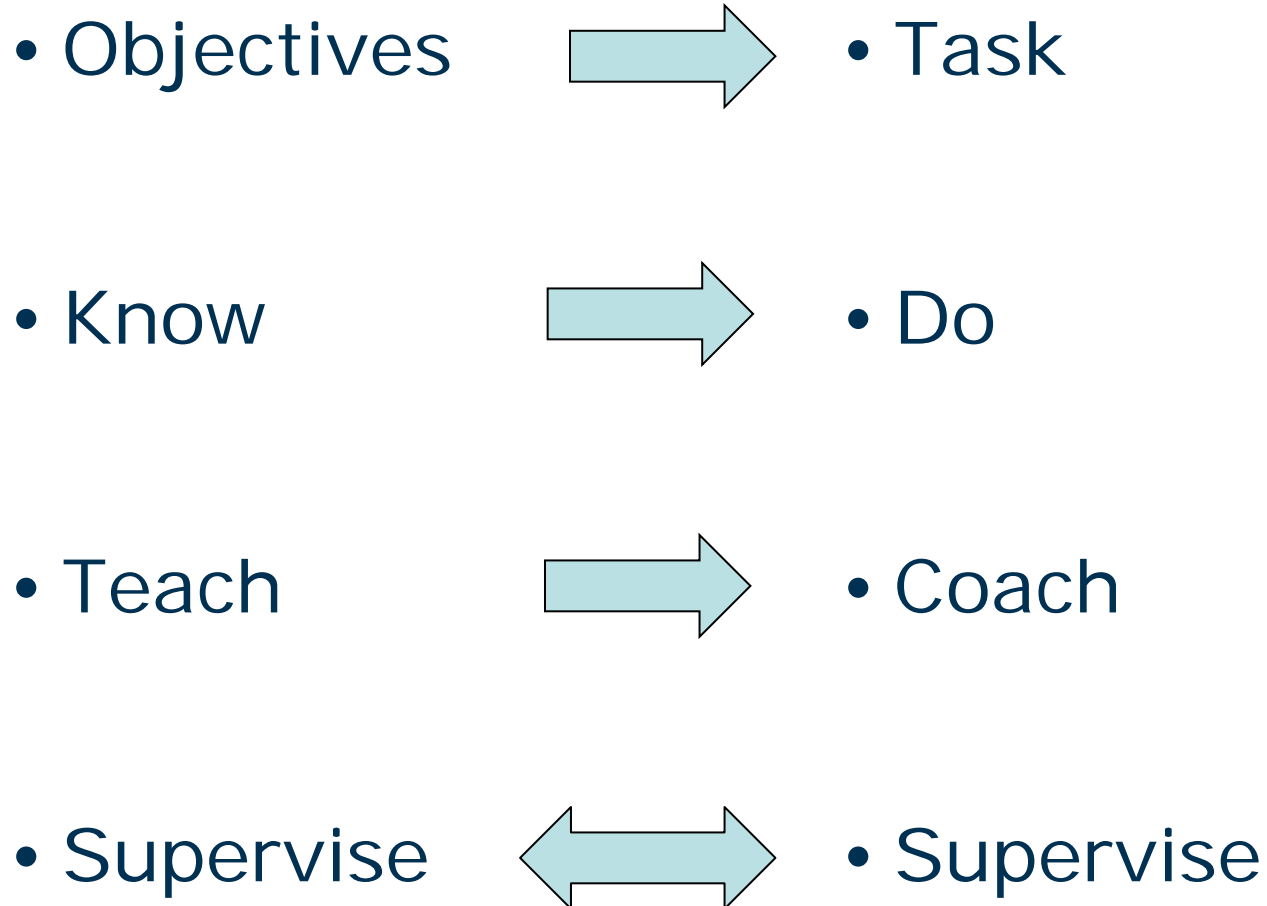 • Objectives
• Task
• Know
• Do
• Teach
• Coach
• Supervise
• Supervise